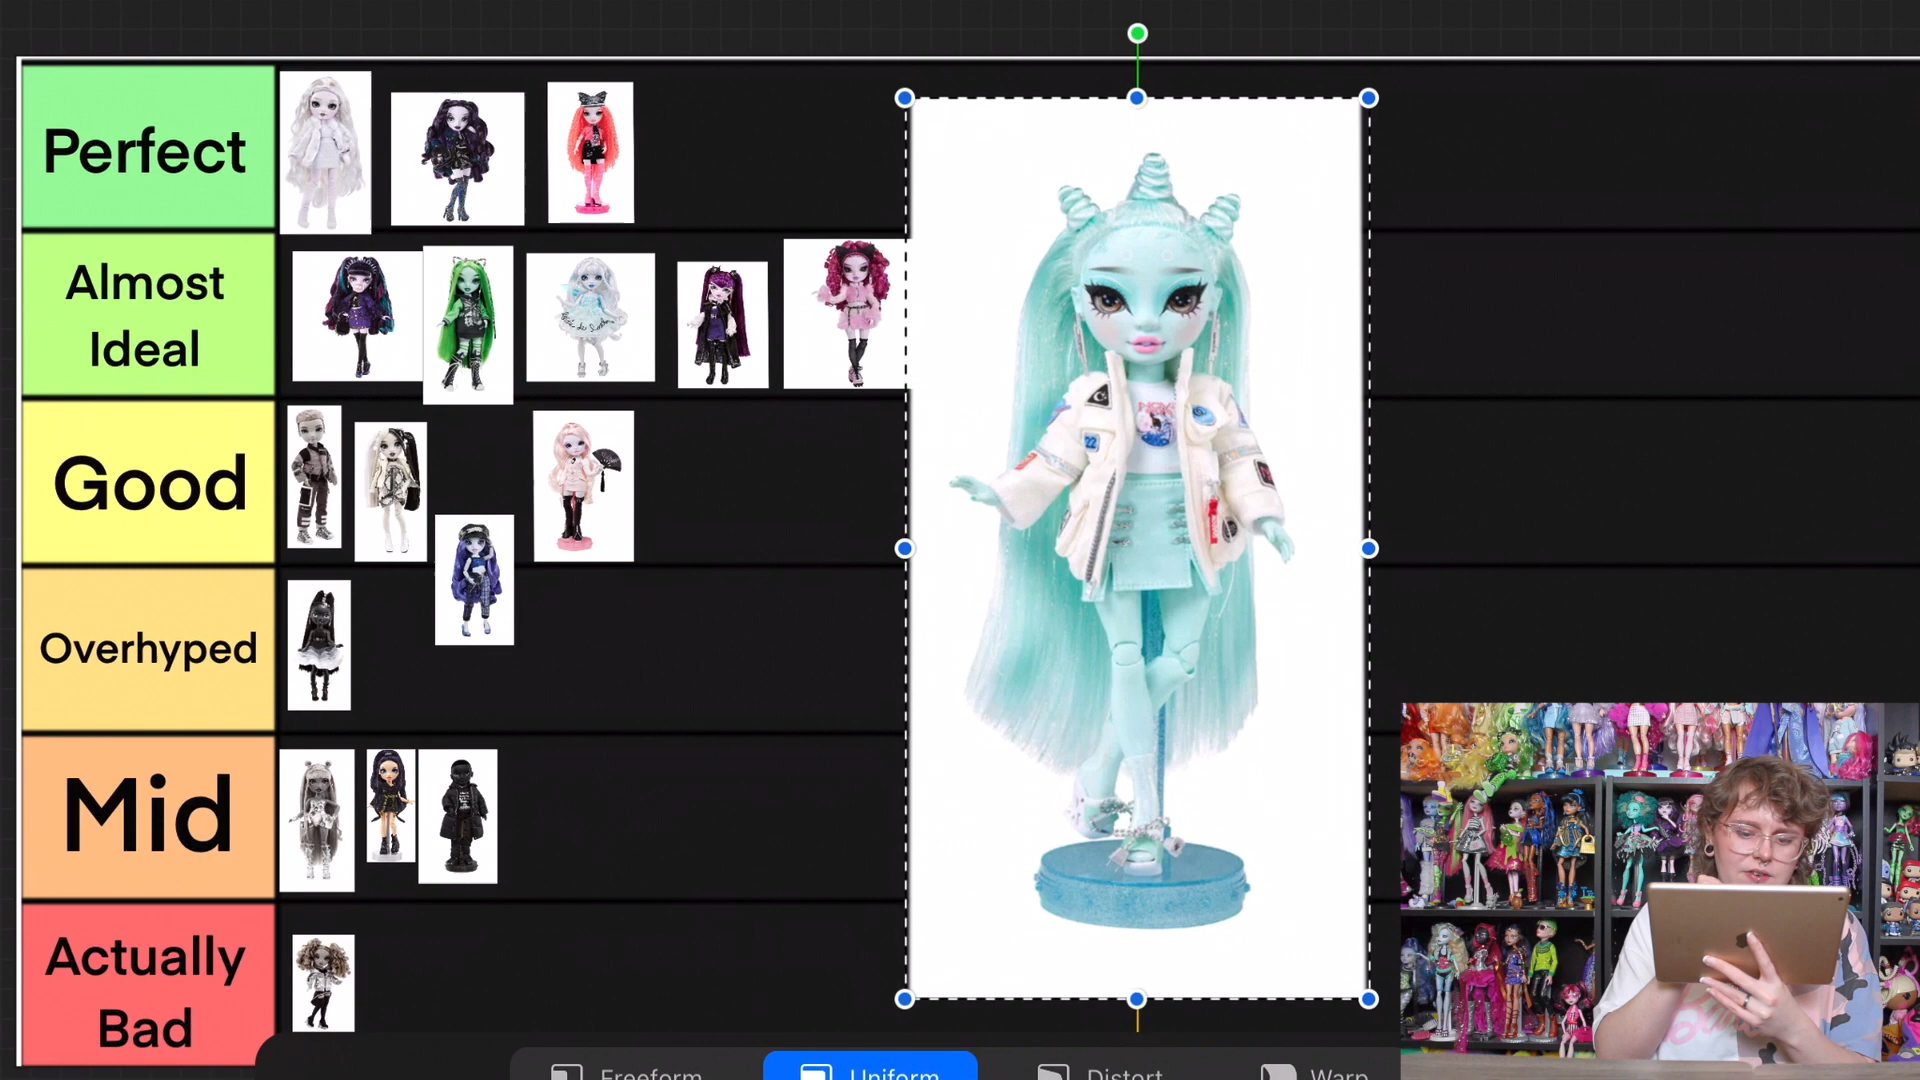 Perfect
Almost
Ideal
Good
Overhyped
Mid
Actually
Bad
Freeform
Uniform
Distort
Warp